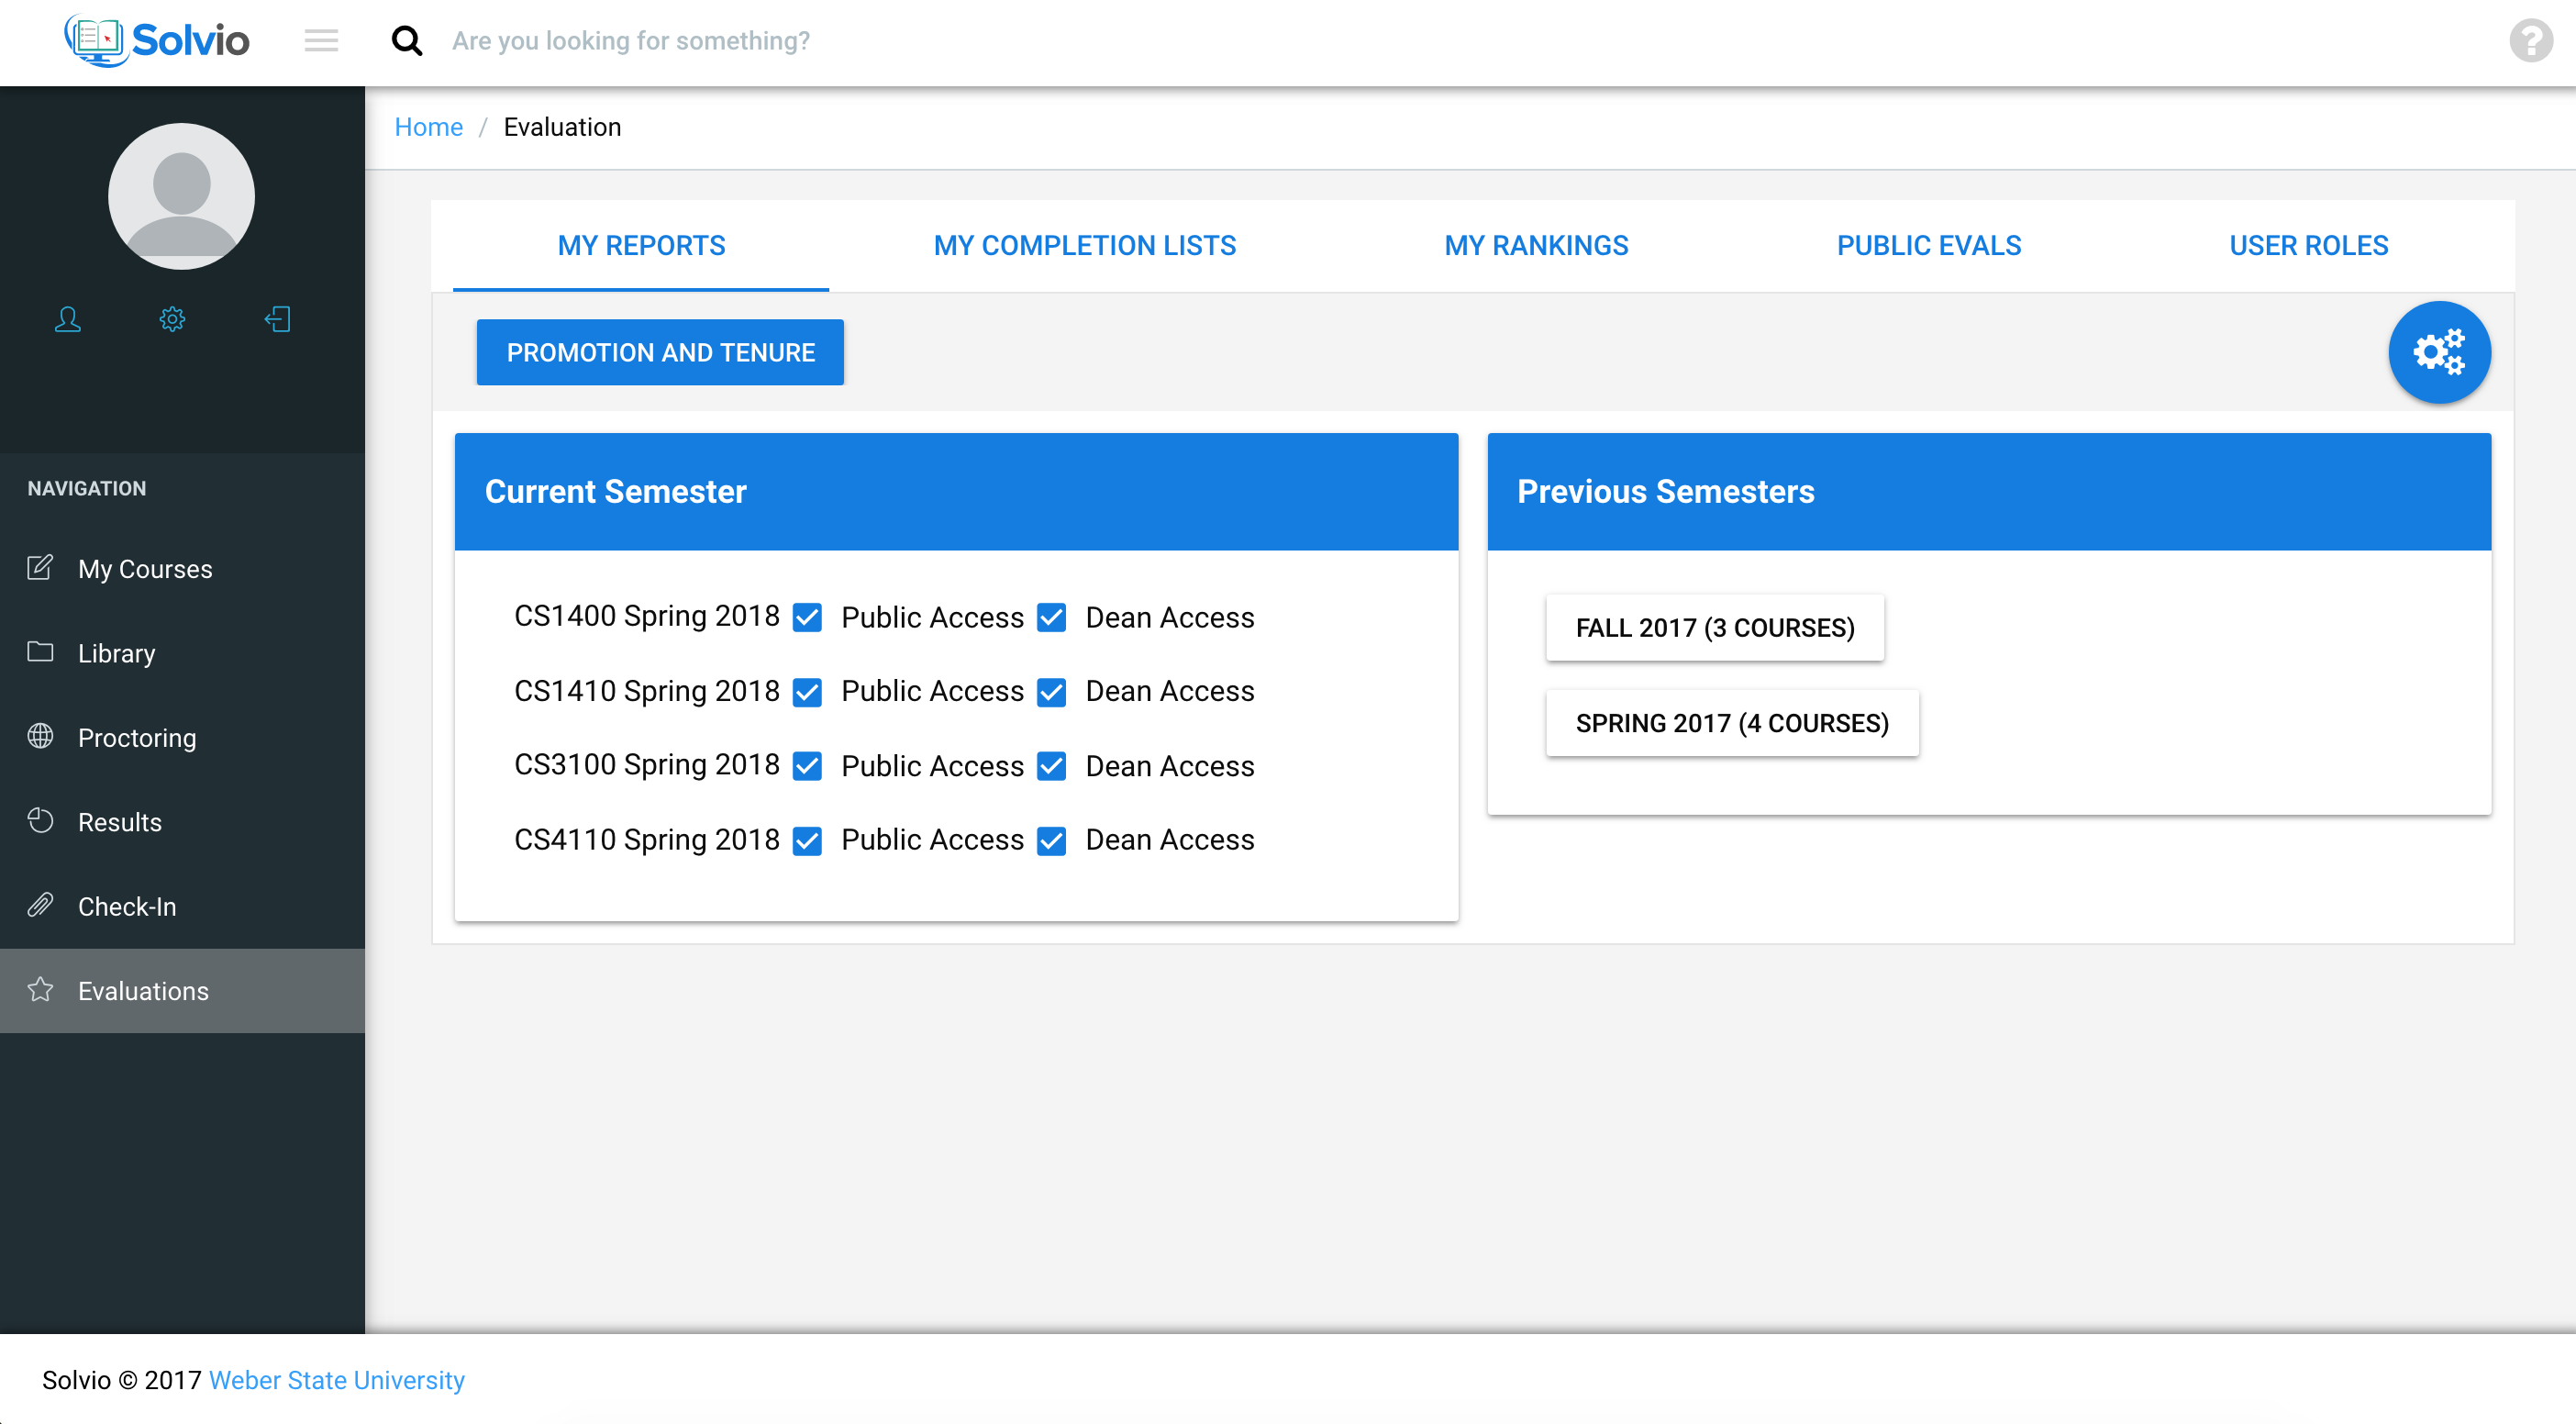 Solvio
Are you looking for something?
?
Home / Evaluation
MY REPORTS
MY COMPLETION LISTS
MY RANKINGS
PUBLIC EVALS
USER ROLES
PROMOTION AND TENURE
NAVIGATION
My Courses
Library
Proctoring
Results
Check-In
Evaluations
Current Semester
CS1400 Spring 2018 Public Access Dean Access
CS1410 Spring 2018 Public Access Dean Access
CS3100 Spring 2018 Public Access Dean Access
CS4110 Spring 2018 Public Access Dean Access
Previous Semesters
FALL 2017 (3 COURSES)
SPRING 2017 (4 COURSES)
Solvio © 2017 Weber State University